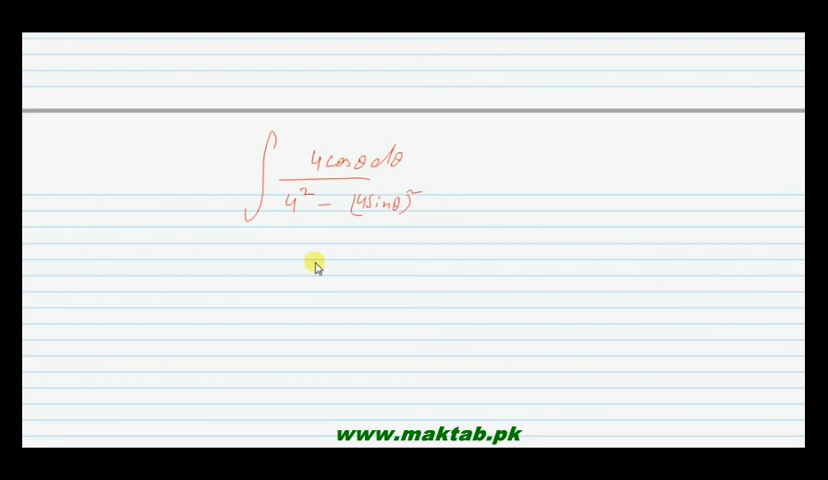 ∫ 4cosθ dθ
4² - (4sinθ)²
www.maktab.pk